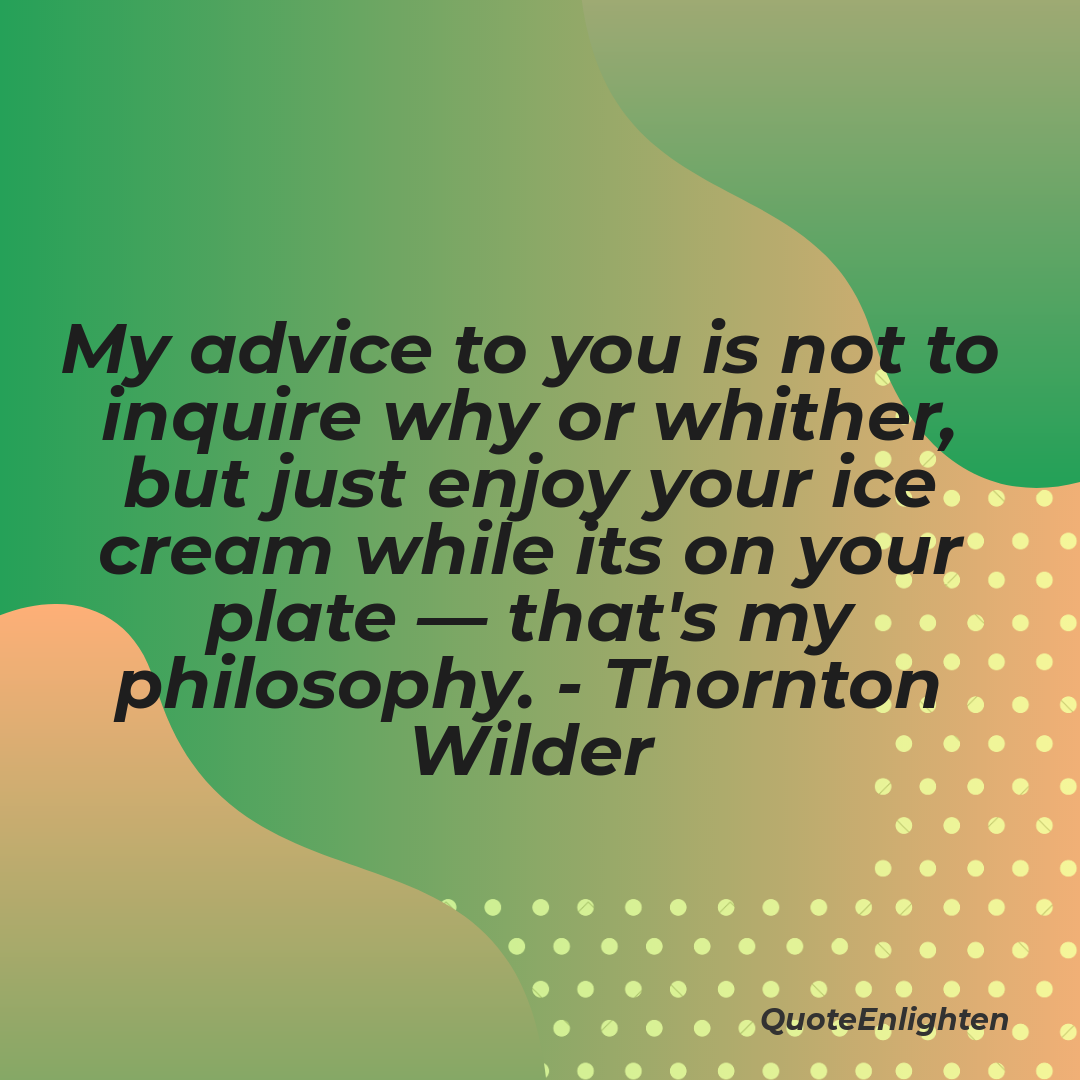 My advice to you is not to
inquire why or whither,
but just enjoy your ice
cream while its on your
plate — that's my
philosophy. - Thornton
Wilder
QuoteEnlighten